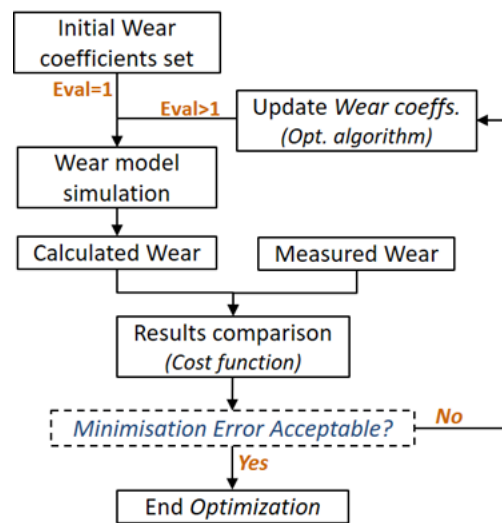 Initial Wear
coefficients set
Eval=1
Eval>1
Update Wear coeffs.
(Opt. algorithm)
Wear model
simulation
Calculated Wear
Measured Wear
Results comparison
(Cost function)
Minimisation Error Acceptable?
No
Yes
End Optimization